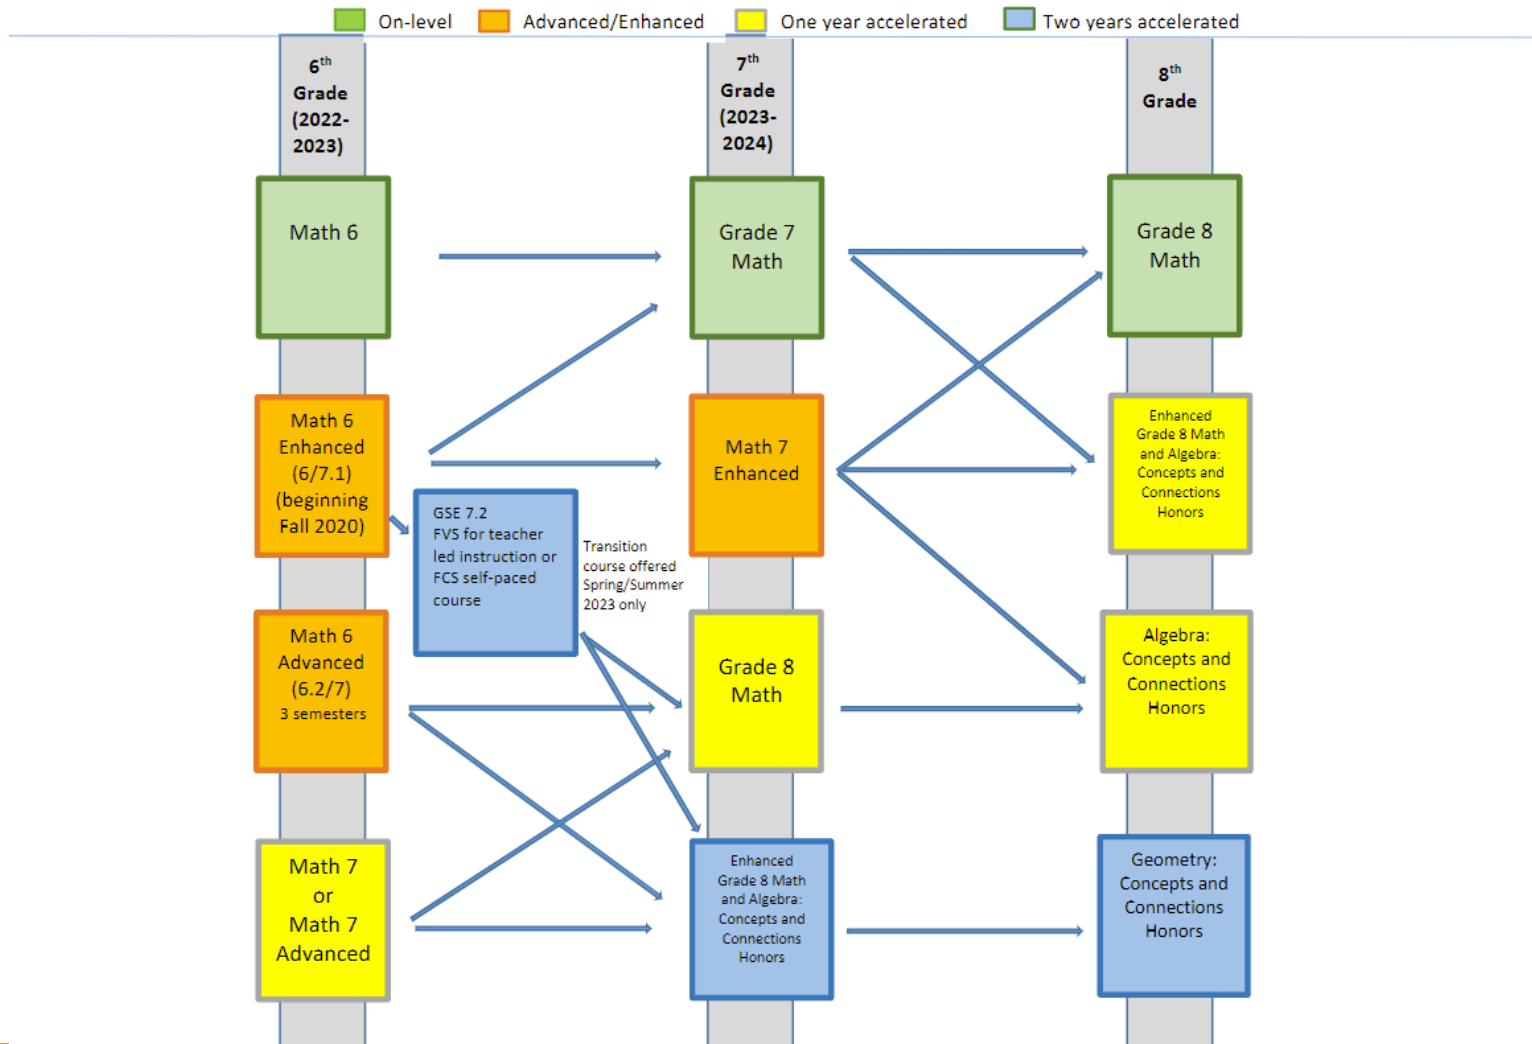 On-level
Advanced/Enhanced
One year accelerated
Two years accelerated
6th
Grade
(2022-
2023)
7th
Grade
(2023-
2024)
8th
Grade
Math 6
Grade 7
Math
Grade 8
Math
Math 6
Enhanced
(6/7.1)
(beginning
Fall 2020)
GSE 7.2
FVS for teacher
led instruction or
FCS self-paced
course
Transition
course offered
Spring/Summer
2023 only
Math 7
Enhanced
Enhanced
Grade 8 Math
and Algebra:
Concepts and
Connections
Honors
Math 6
Advanced
(6.2/7)
3 semesters
Grade 8
Math
Algebra:
Concepts and
Connections
Honors
Math 7
or
Math 7
Advanced
Enhanced
Grade 8 Math
and Algebra:
Concepts and
Connections
Honors
Geometry:
Concepts and
Connections
Honors